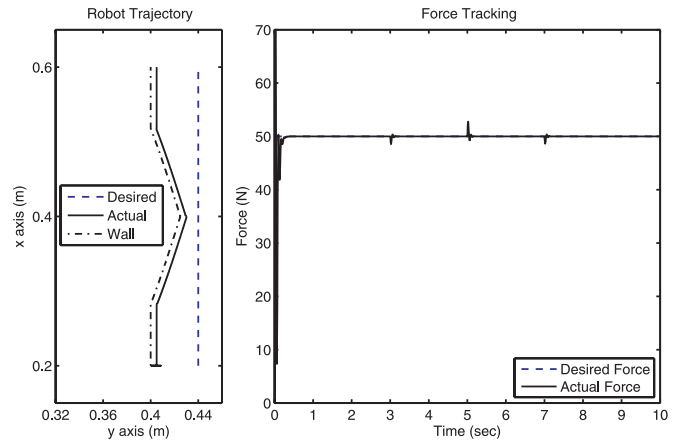 Robot Trajectory
0.6
0.4
0.2
x axis (m)
Desired
Actual
Wall
0.32
0.36
0.4
0.44
y axis (m)
Force Tracking
70
60
50
40
30
20
10
0
Force (N)
Desired Force
Actual Force
0
1
2
3
4
5
6
7
8
9
10
Time (sec)